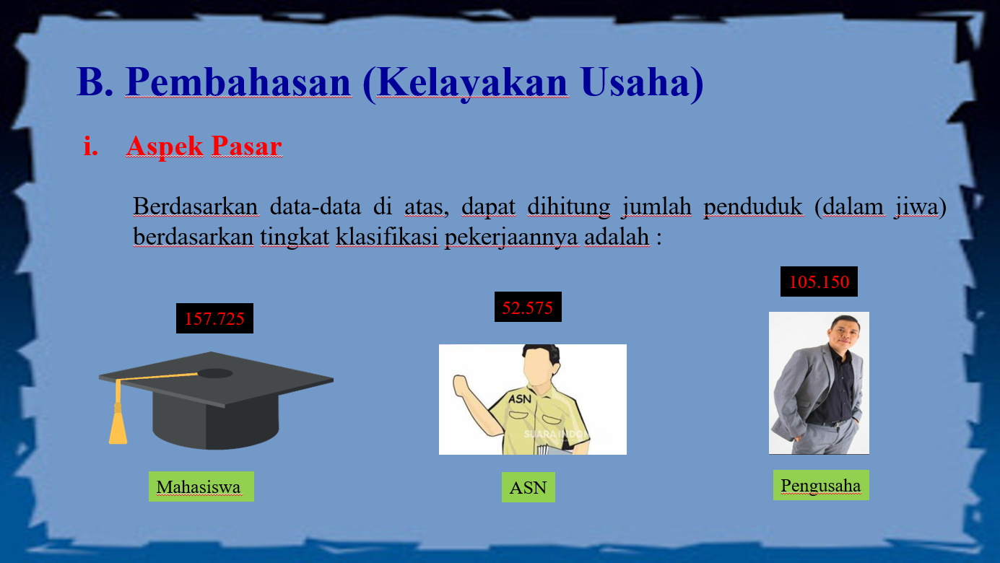 B. Pembahasan (Kelayakan Usaha)
i. Aspek Pasar
Berdasarkan data-data di atas, dapat dihitung jumlah penduduk (dalam jiwa)
berdasarkan tingkat klasifikasi pekerjaannya adalah :
157.725
52.575
105.150
ASN
SUARA INDO
Mahasiswa
ASN
Pengusaha